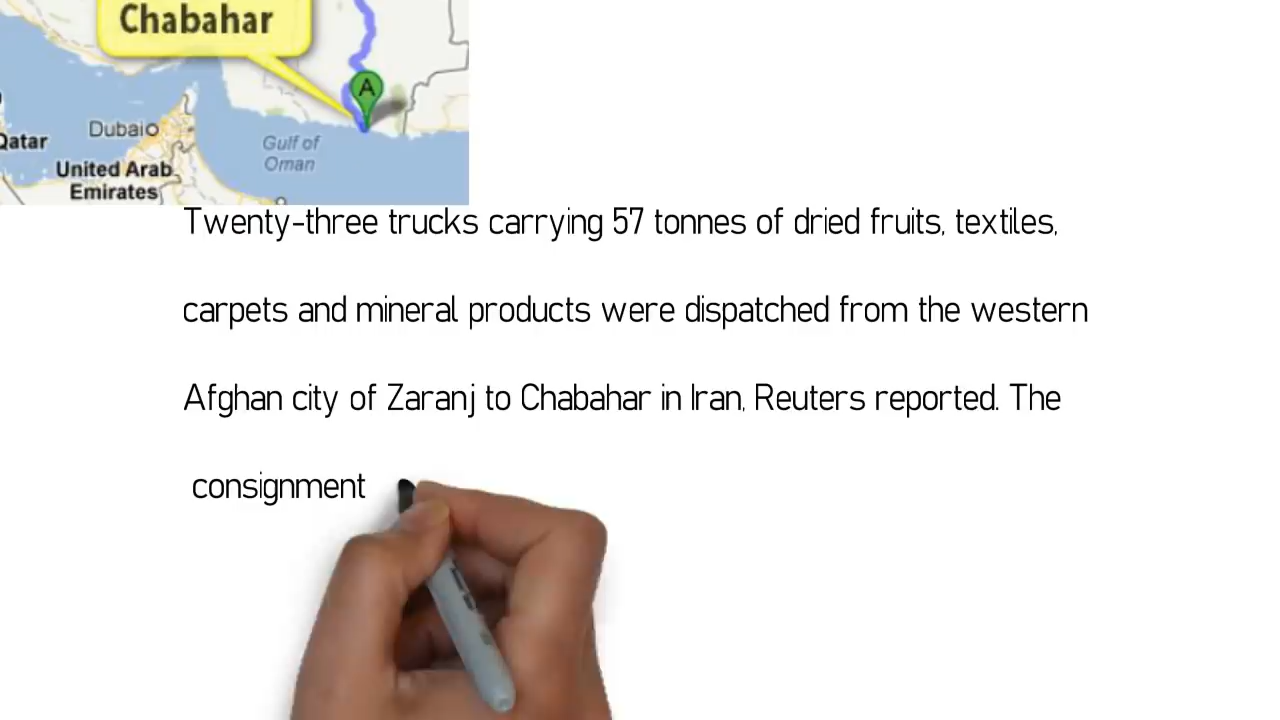 Chabahar
A
Dubai
Qatar
Gulf of
Oman
United Arab
Emirates
Twenty-three trucks carrying 57 tonnes of dried fruits, textiles,
carpets and mineral products were dispatched from the western
Afghan city of Zaranj to Chabahar in Iran, Reuters reported. The
consignment